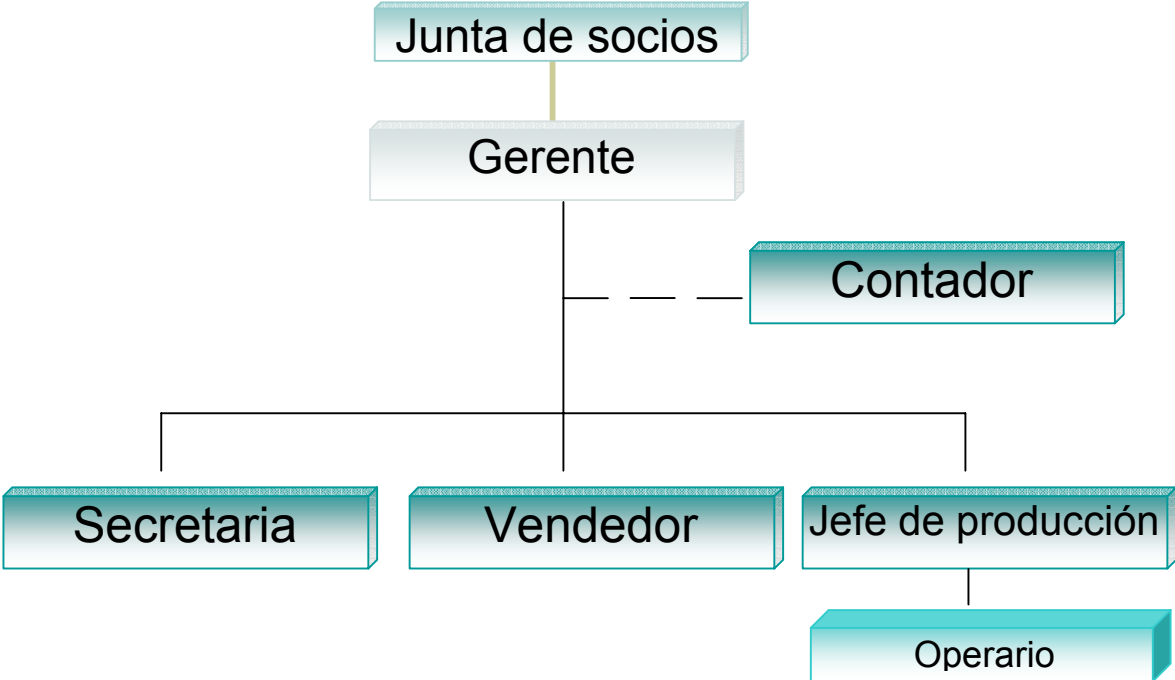 Junta de socios
Gerente
Contador
Secretaria
Vendedor
Jefe de producción
Operario